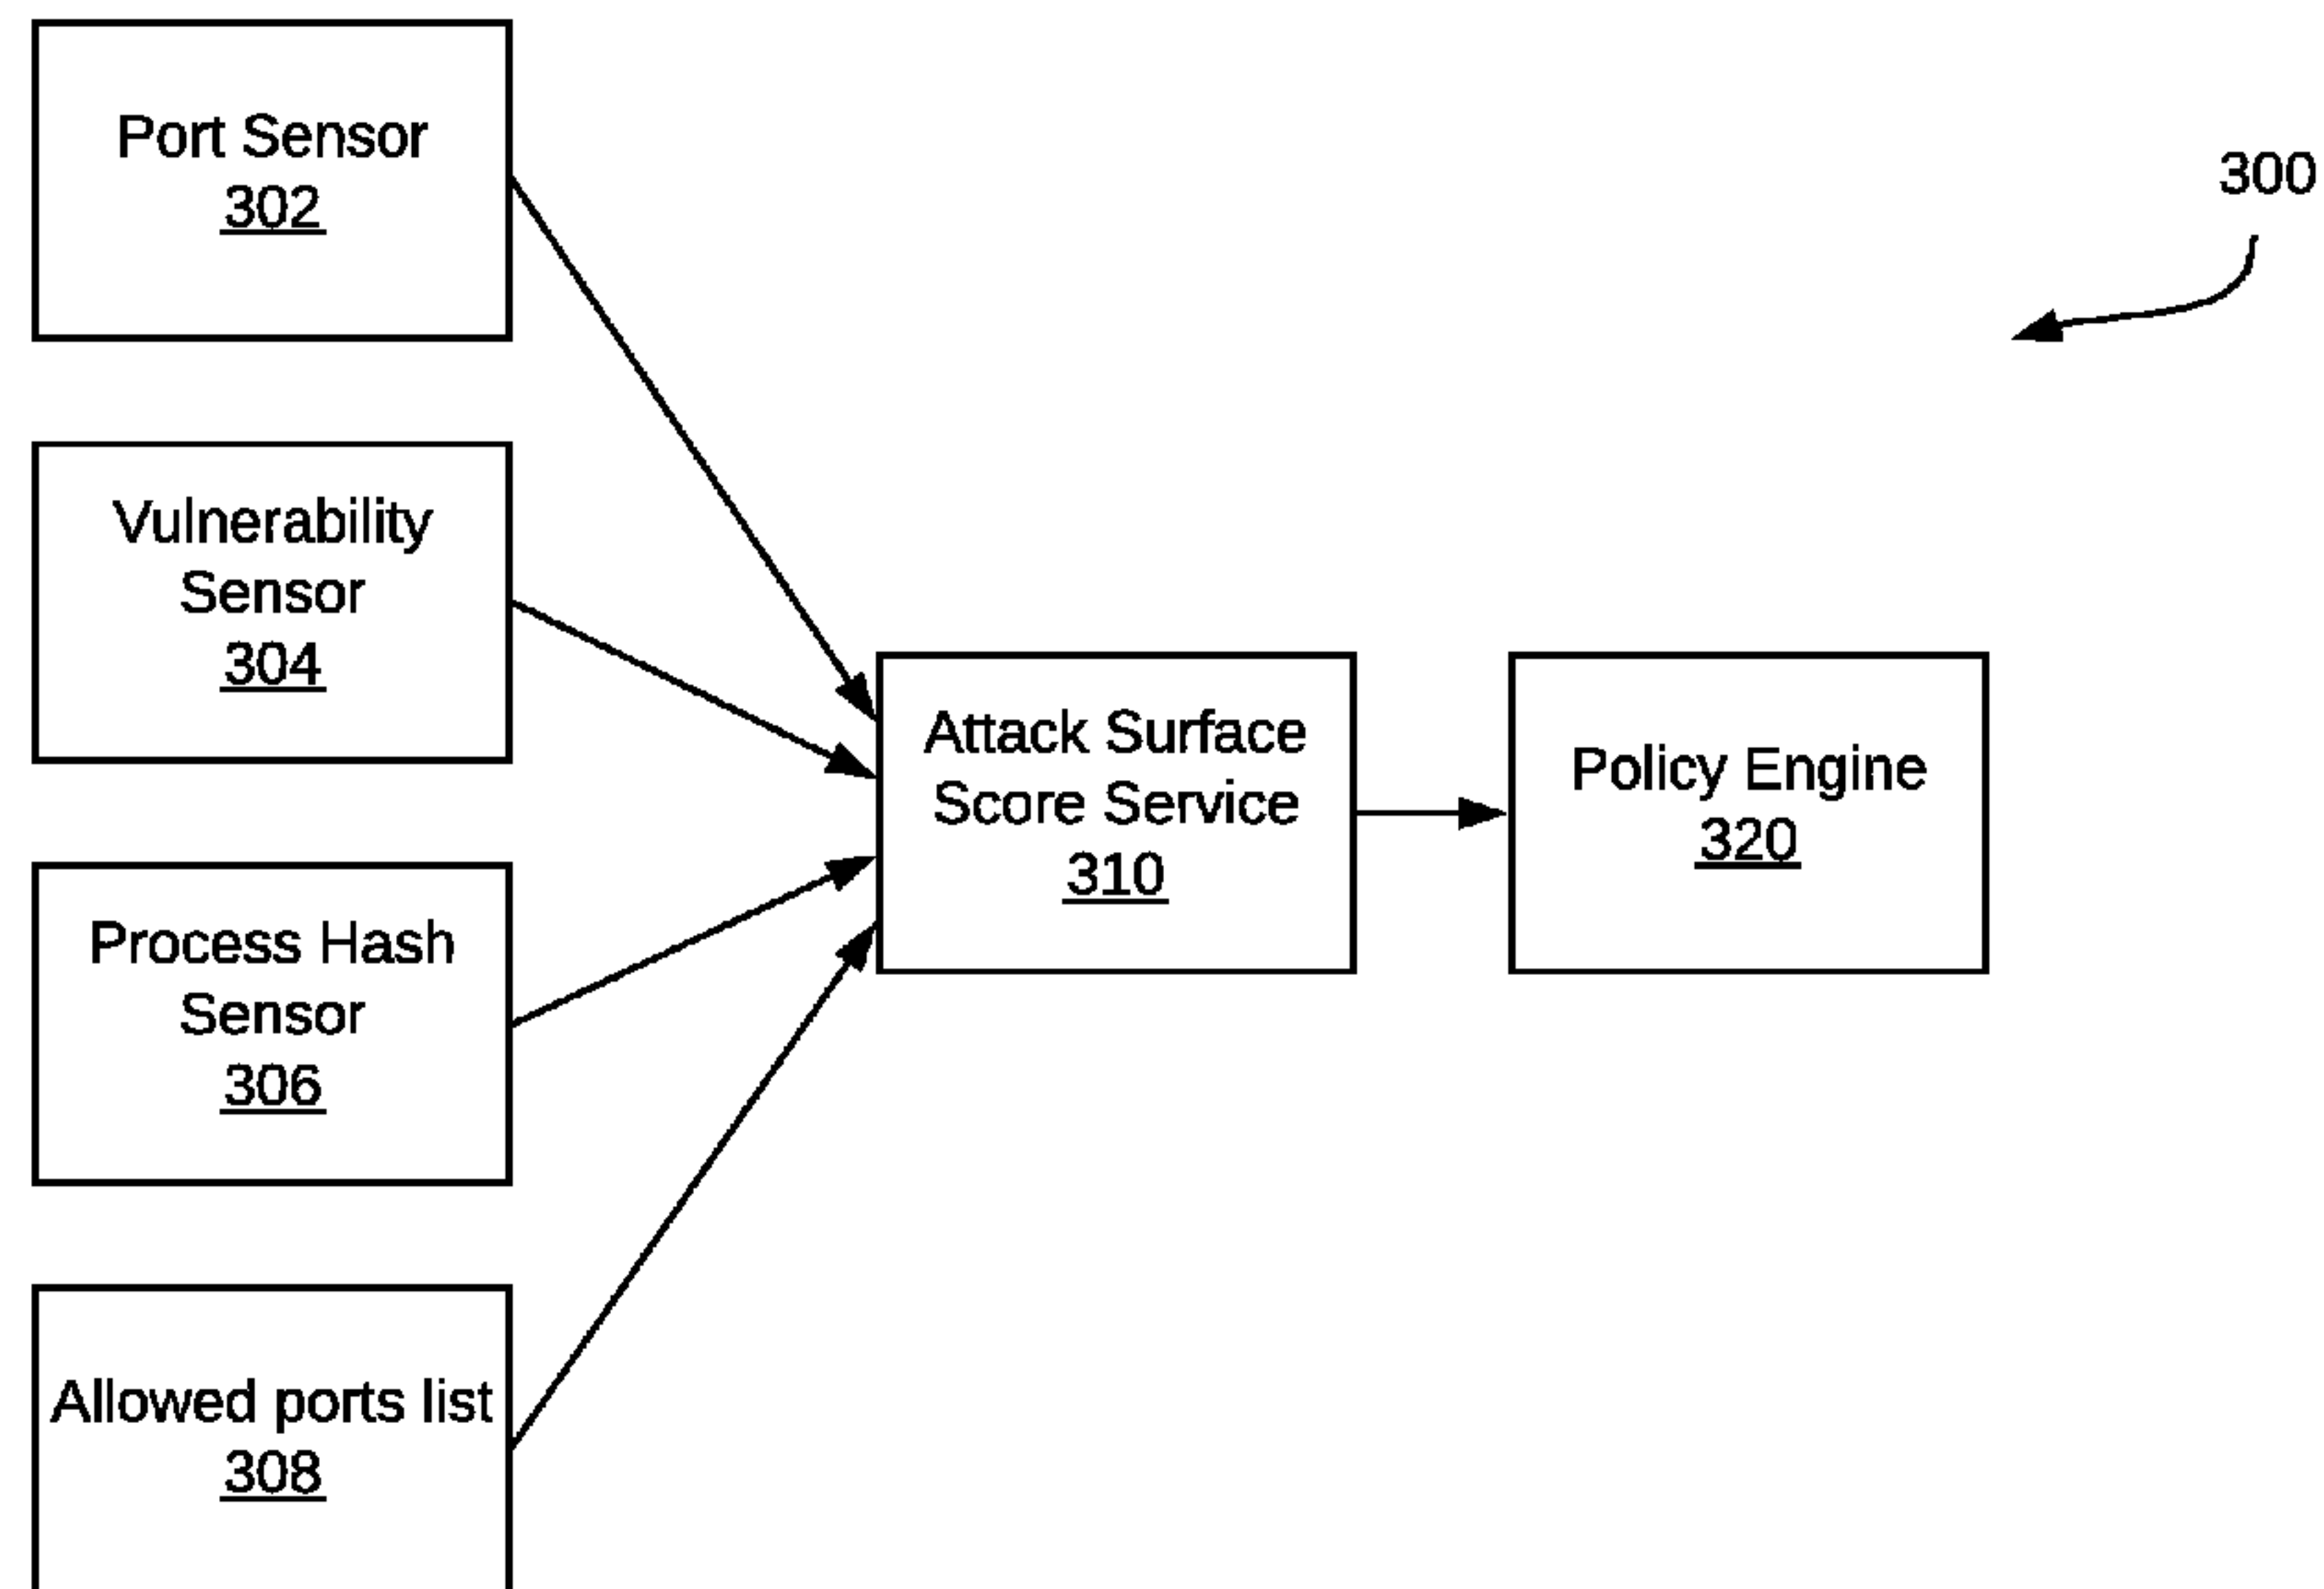 Port Sensor
302
300
Vulnerability
Sensor
304
Attack Surface
Score Service
310
Policy Engine
320
Process Hash
Sensor
306
Allowed ports list
308